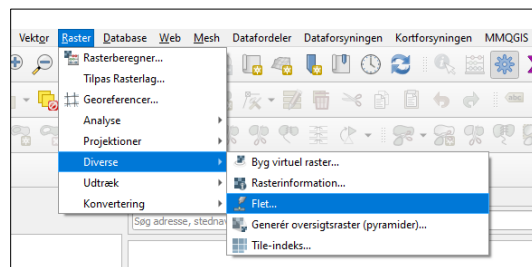 Vektor Raster Database Web Mesh Datafordeler Dataforsyningen Kortforsyningen MMQGIS
Rasterberegner...
Tilpas Rasterlag...
Georeferencer...
Analyse
Projektioner
Diverse
Udtræk
Konvertering
Byg virtuel raster...
Rasterinformation...
Flet...
Generér oversigtsraster (pyramider)...
Tile-indeks...
Søg adresse, stednav